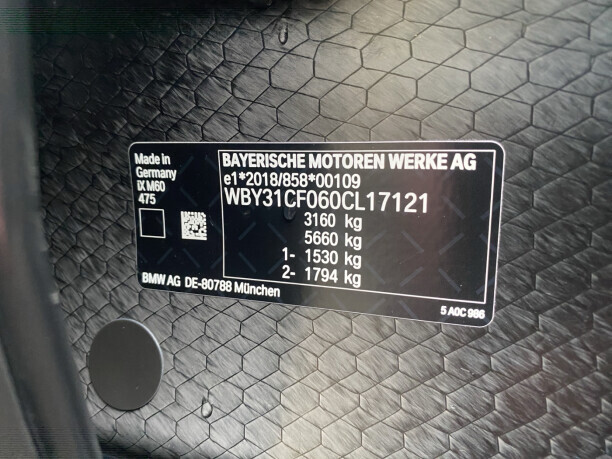 Made in
Germany
iX M60
475
BAYERISCHE MOTOREN WERKE AG
e1*2018/858*00109
WBY31CF060CL17121
3160 kg
5660 kg
1- 1530 kg
2- 1794 kg
BMW AG DE-80788 München
5 A0C 986